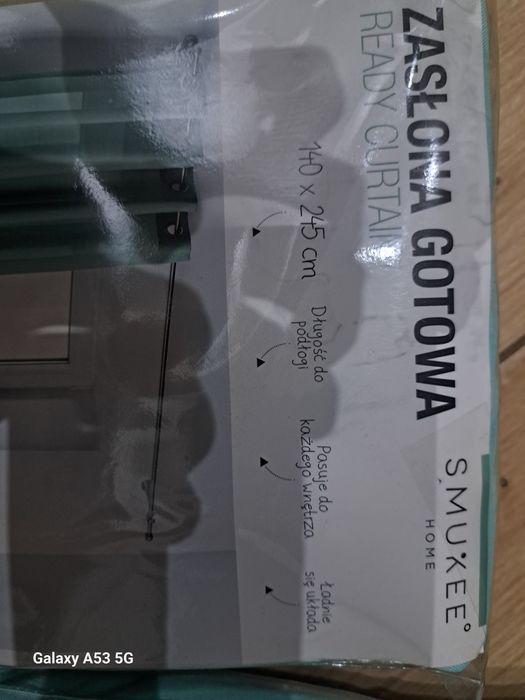 ZASŁONA GOTOWA
READY CURTAIN
SMUKEE
HOME
140 x 245 cm
Długość do
podłogi
Pasuje do
każdego wnętrza
Ładnie
się układa
Galaxy A53 5G